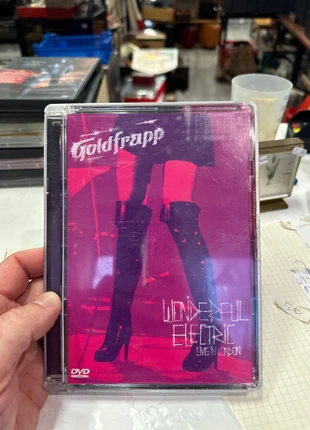 Goldfrapp
WONDERFUL
ELECTRIC
LIVE IN LONDON
DVD